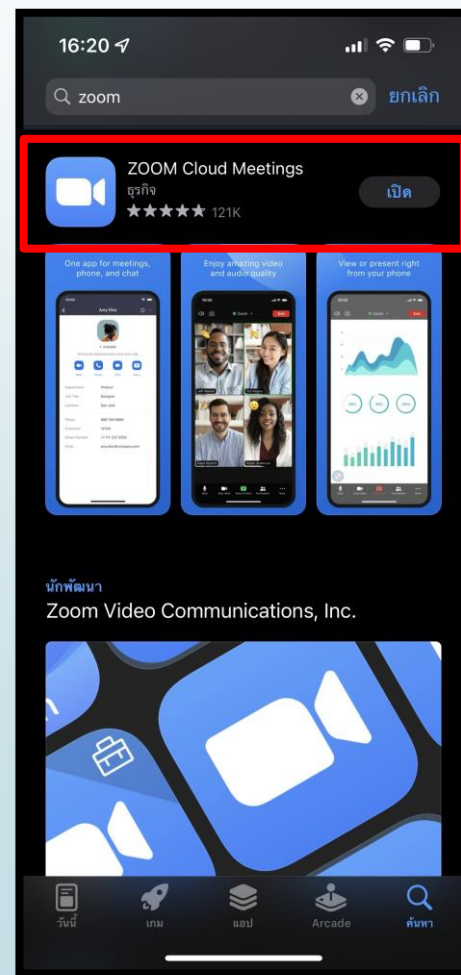 16:20
zoom
ยกเลิก
ZOOM Cloud Meetings
ธุรกิจ
เปิด
★★★★★ 121K
One app for meetings,
phone, and chat
Enjoy amazing video
and audio quality
View or present right
from your phone
นักพัฒนา
Zoom Video Communications, Inc.
วันนี้
เกม
แอป
Arcade
ค้นหา